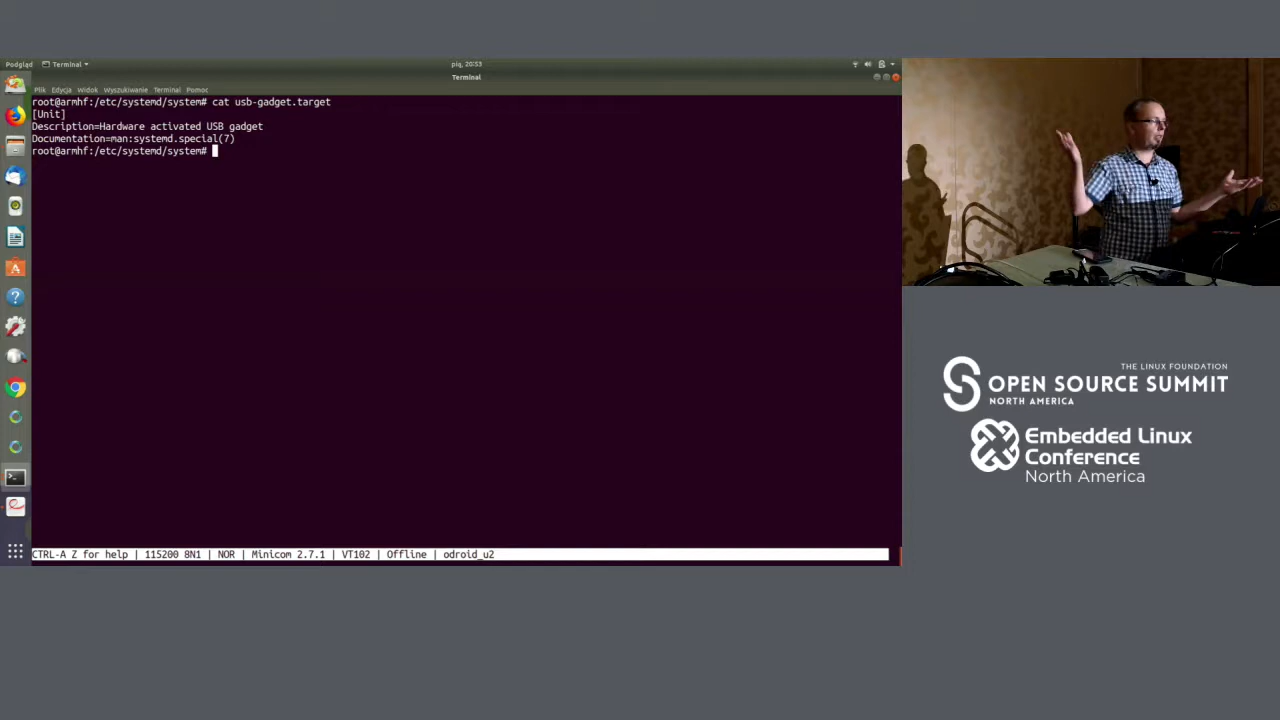 Podgląd Terminal pią, 20:53
Terminal
Plik Edycja Widok Wyszukiwanie Terminal Pomoc
root@armhf:/etc/systemd/system# cat usb-gadget.target
[Unit]
Description=Hardware activated USB gadget
Documentation=man:systemd.special(7)
root@armhf:/etc/systemd/system#
CTRL-A Z for help | 115200 8N1 | NOR | Minicom 2.7.1 | VT102 | Offline | odroid_u2
THE LINUX FOUNDATION
OPEN SOURCE SUMMIT
NORTH AMERICA
Embedded Linux
Conference
North America